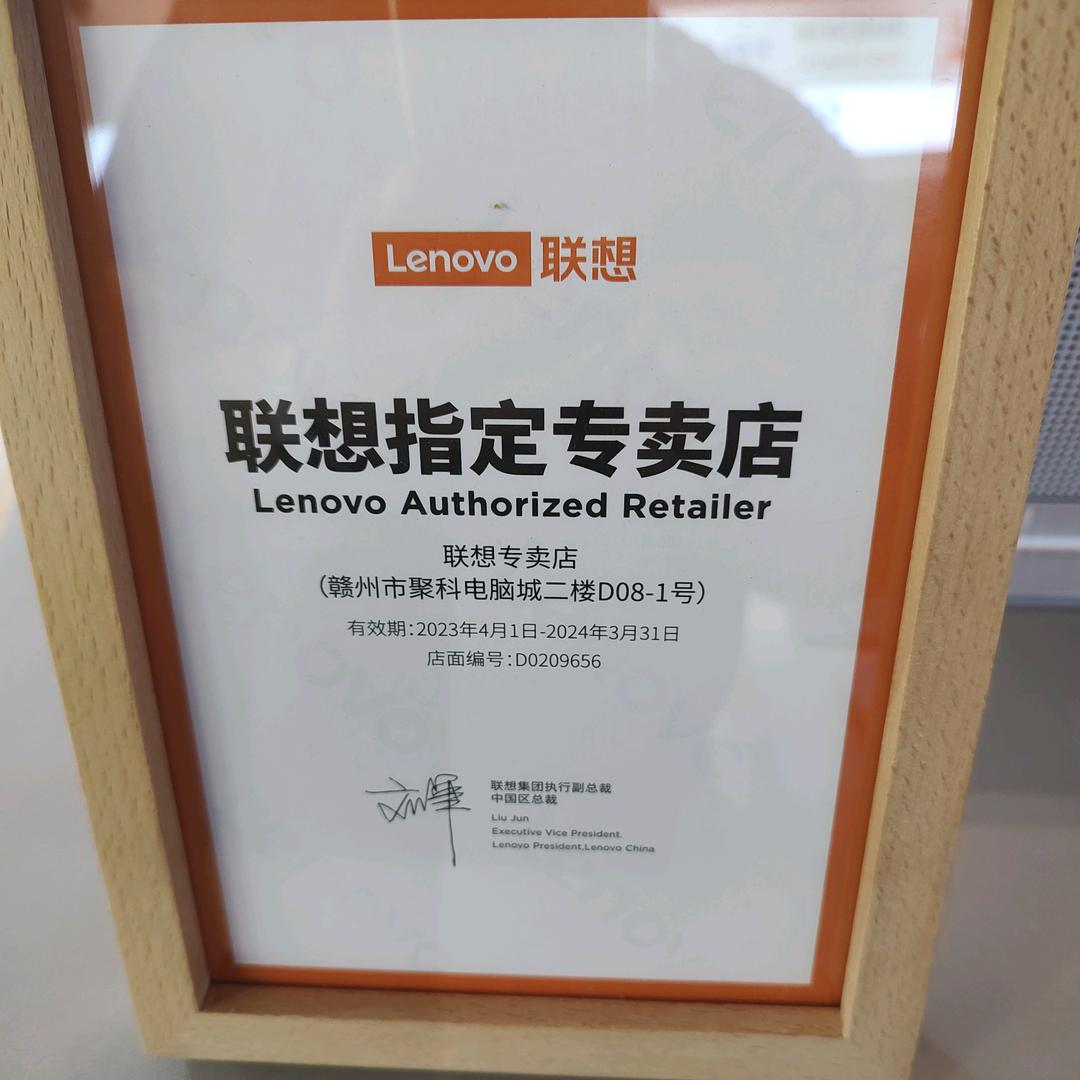 Lenovo 联想
联想指定专卖店
Lenovo Authorized Retailer
联想专卖店
（赣州市聚科电脑城二楼D08-1号）
有效期：2023年4月1日-2024年3月31日
店面编号：D0209656
联想集团执行副总裁
中国区总裁
Liu Jun
Executive Vice President.
Lenovo President,Lenovo China